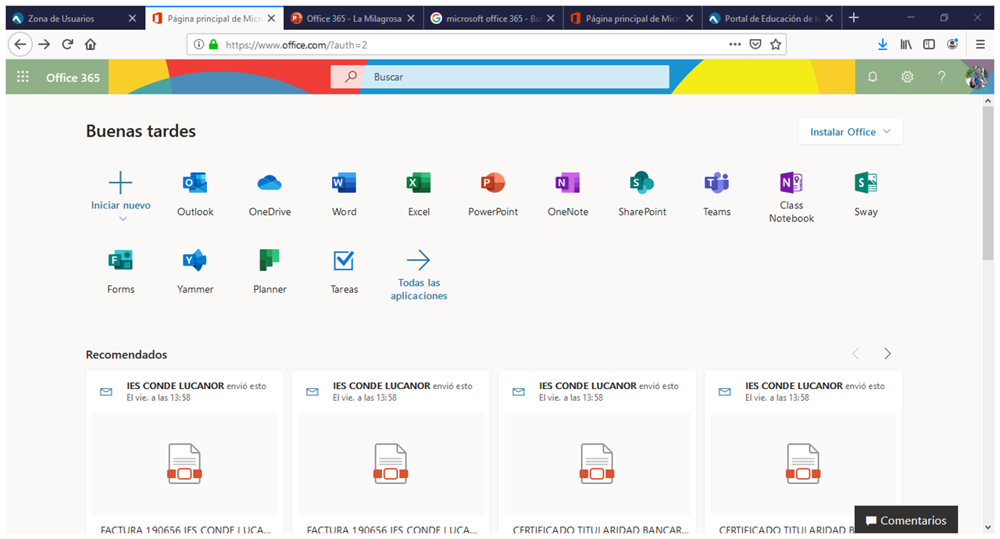 Zona de Usuarios
Página principal de Micr
Office 365 - La Milagrosa
microsoft office 365 - Bu
Página principal de Micr
Portal de Educación de l
https://www.office.com/?auth=2
Office 365
Buscar
Buenas tardes
Instalar Office
Iniciar nuevo
Outlook
OneDrive
Word
Excel
PowerPoint
OneNote
SharePoint
Teams
Class
Notebook
Sway
Forms
Yammer
Planner
Tareas
Todas las
aplicaciones
Recomendados
IES CONDE LUCANOR envió esto
El vie. a las 13:58
IES CONDE LUCANOR envió esto
El vie. a las 13:58
IES CONDE LUCANOR envió esto
El vie. a las 13:58
IES CONDE LUCANOR envió esto
El vie. a las 13:58
FACTURA 190656 IES CONDE LUCA...
FACTURA 190656 IES CONDE LUCA...
CERTIFICADO TITULARIDAD BANCAR...
CERTIFICADO TITULARIDAD B
Comentarios